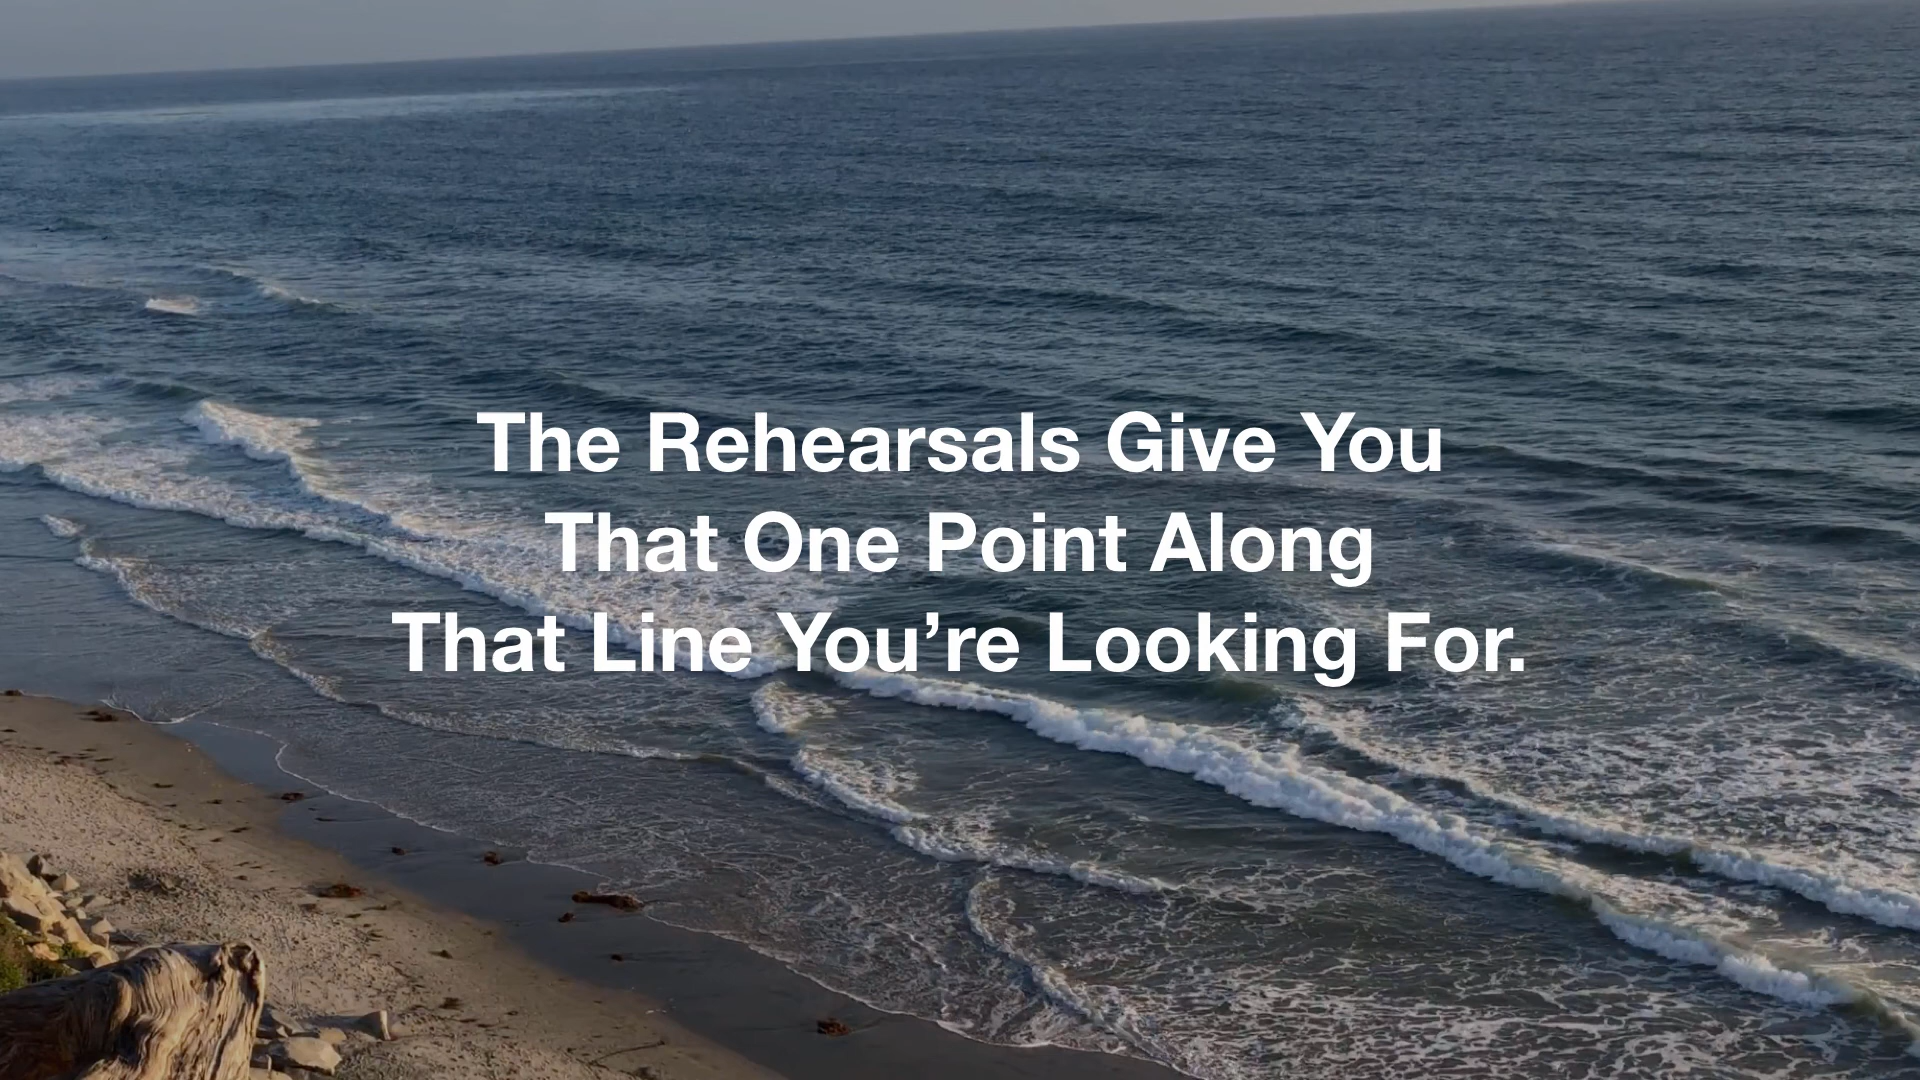 The Rehearsals Give You
That One Point Along
That Line You’re Looking For.